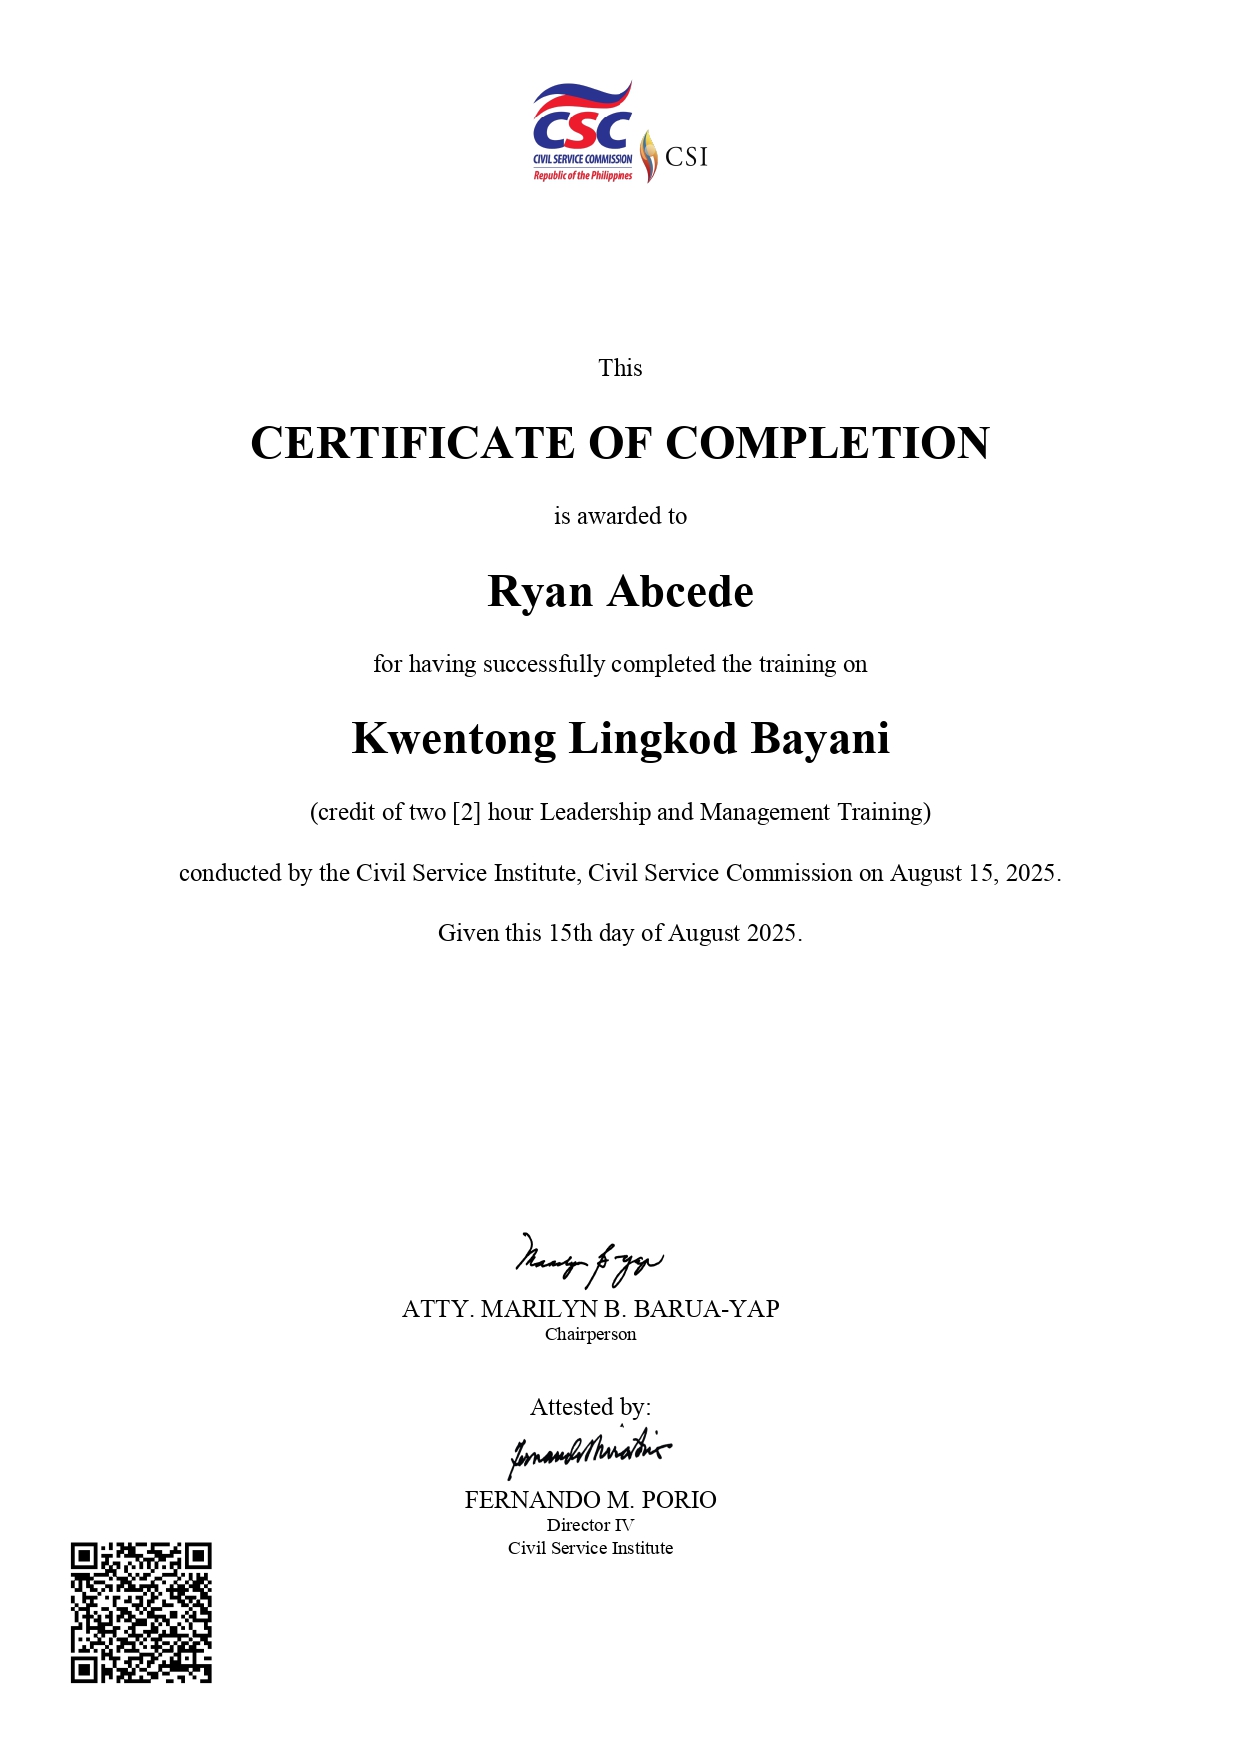 CSC
CIVIL SERVICE COMMISSION
Republic of the Philippines
CSI
This
CERTIFICATE OF COMPLETION
is awarded to
Ryan Abcede
for having successfully completed the training on
Kwentong Lingkod Bayani
(credit of two [2] hour Leadership and Management Training)
conducted by the Civil Service Institute, Civil Service Commission on August 15, 2025.
Given this 15th day of August 2025.
ATTY. MARILYN B. BARUA-YAP
Chairperson
Attested by:
FERNANDO M. PORIO
Director IV
Civil Service Institute